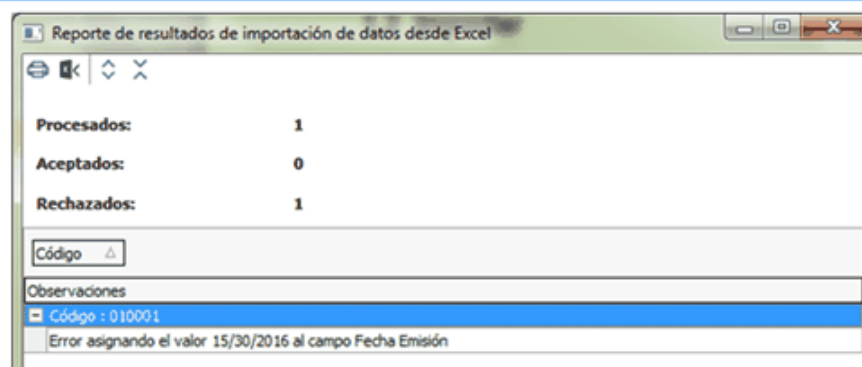 Reporte de resultados de importación de datos desde Excel
Procesados: 1
Aceptados: 0
Rechazados: 1
Código
Observaciones
Código : 010001
Error asignando el valor 15/30/2016 al campo Fecha Emisión